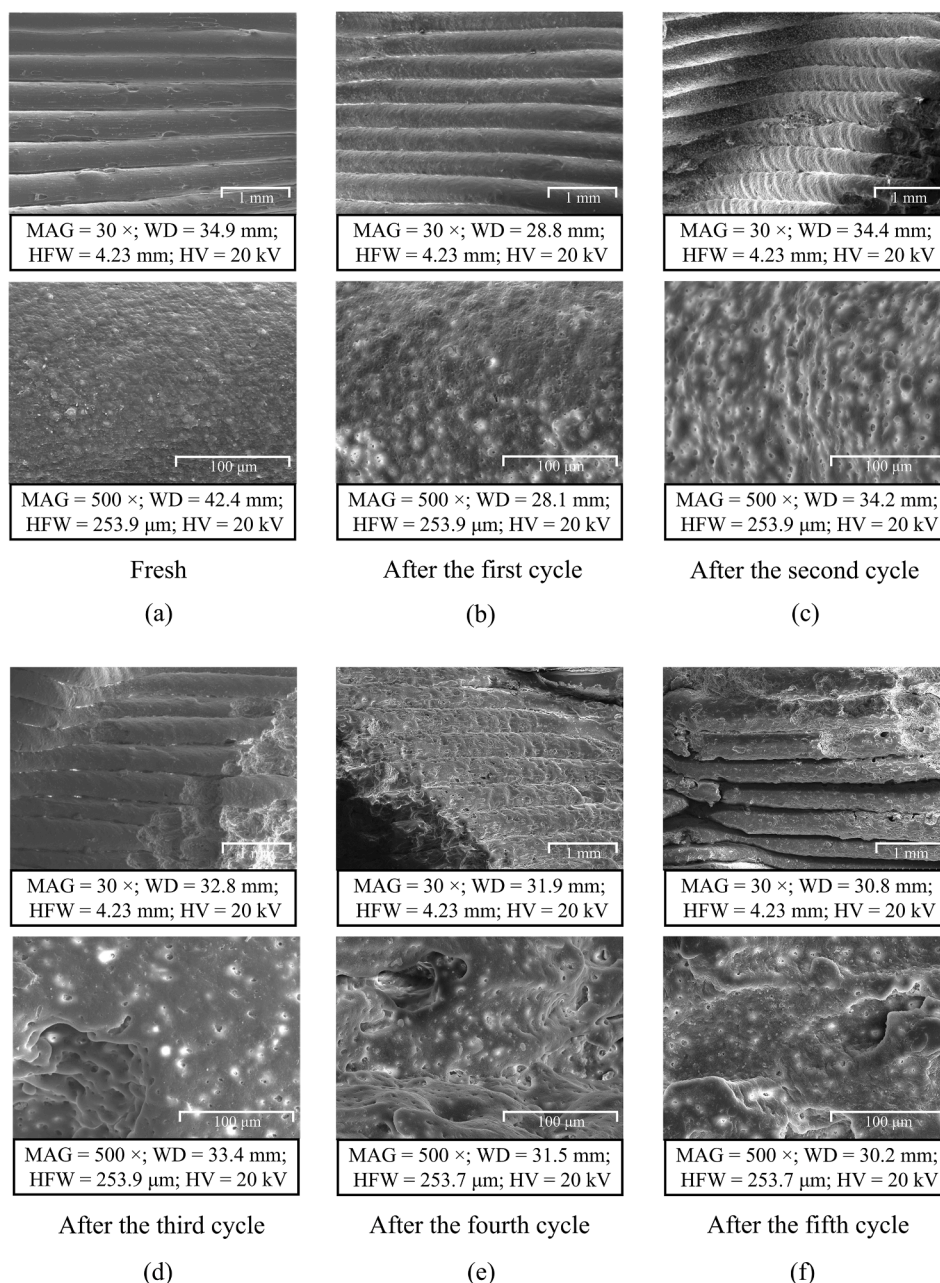 1 mm
1 mm
1 mm
MAG = 30 ×; WD = 34.9 mm;
HFW = 4.23 mm; HV = 20 kV
MAG = 30 ×; WD = 28.8 mm;
HFW = 4.23 mm; HV = 20 kV
MAG = 30 ×; WD = 34.4 mm;
HFW = 4.23 mm; HV = 20 kV
100 μm
100 μm
100 μm
MAG = 500 ×; WD = 42.4 mm;
HFW = 253.9 μm; HV = 20 kV
MAG = 500 ×; WD = 28.1 mm;
HFW = 253.9 μm; HV = 20 kV
MAG = 500 ×; WD = 34.2 mm;
HFW = 253.9 μm; HV = 20 kV
Fresh
After the first cycle
After the second cycle
(a)
(b)
(c)
1 mm
1 mm
1 mm
MAG = 30 ×; WD = 32.8 mm;
HFW = 4.23 mm; HV = 20 kV
MAG = 30 ×; WD = 31.9 mm;
HFW = 4.23 mm; HV = 20 kV
MAG = 30 ×; WD = 30.8 mm;
HFW = 4.23 mm; HV = 20 kV
100 μm
100 μm
100 μm
MAG = 500 ×; WD = 33.4 mm;
HFW = 253.9 μm; HV = 20 kV
MAG = 500 ×; WD = 31.5 mm;
HFW = 253.7 μm; HV = 20 kV
MAG = 500 ×; WD = 30.2 mm;
HFW = 253.7 μm; HV = 20 kV
After the third cycle
After the fourth cycle
After the fifth cycle
(d)
(e)
(f)